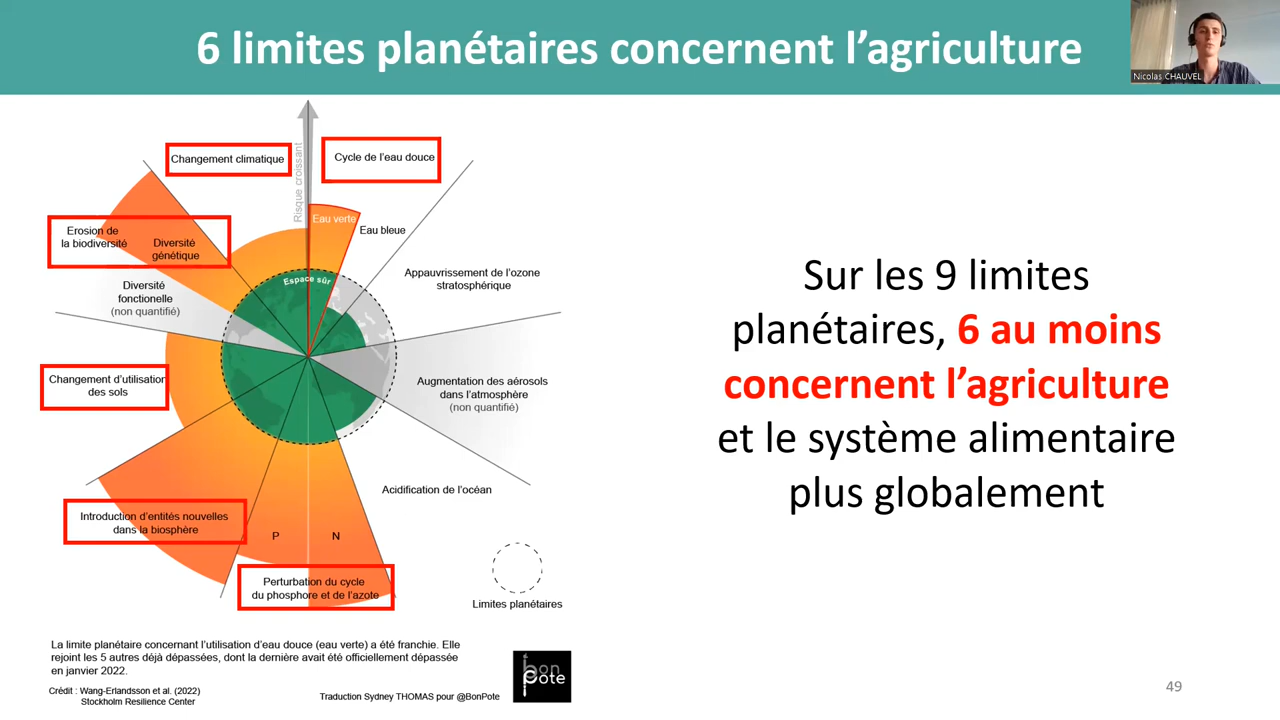 6 limites planétaires concernent l’agriculture
Nicolas CHAUVEL
Changement climatique
Risque croissant
Cycle de l’eau douce
Eau verte
Eau bleue
Erosion de
la biodiversité
Diversité
génétique
Espace sûr
Appauvrissement de l’ozone
stratosphérique
Diversité
fonctionelle
(non quantifié)
Changement d’utilisation
des sols
Augmentation des aérosols
dans l’atmosphère
(non quantifié)
Acidification de l’océan
Introduction d’entités nouvelles
dans la biosphère
P
N
Perturbation du cycle
du phosphore et de l’azote
Limites planétaires
Sur les 9 limites
planétaires, 6 au moins
concernent l’agriculture
et le système alimentaire
plus globalement
La limite planétaire concernant l’utilisation d’eau douce (eau verte) a été franchie. Elle
rejoint les 5 autres déjà dépassées, dont la dernière avait été officiellement dépassée
en janvier 2022.
Crédit : Wang-Erlandsson et al. (2022)
Stockholm Resilience Center
Traduction Sydney THOMAS pour @BonPote
bon
pote
49